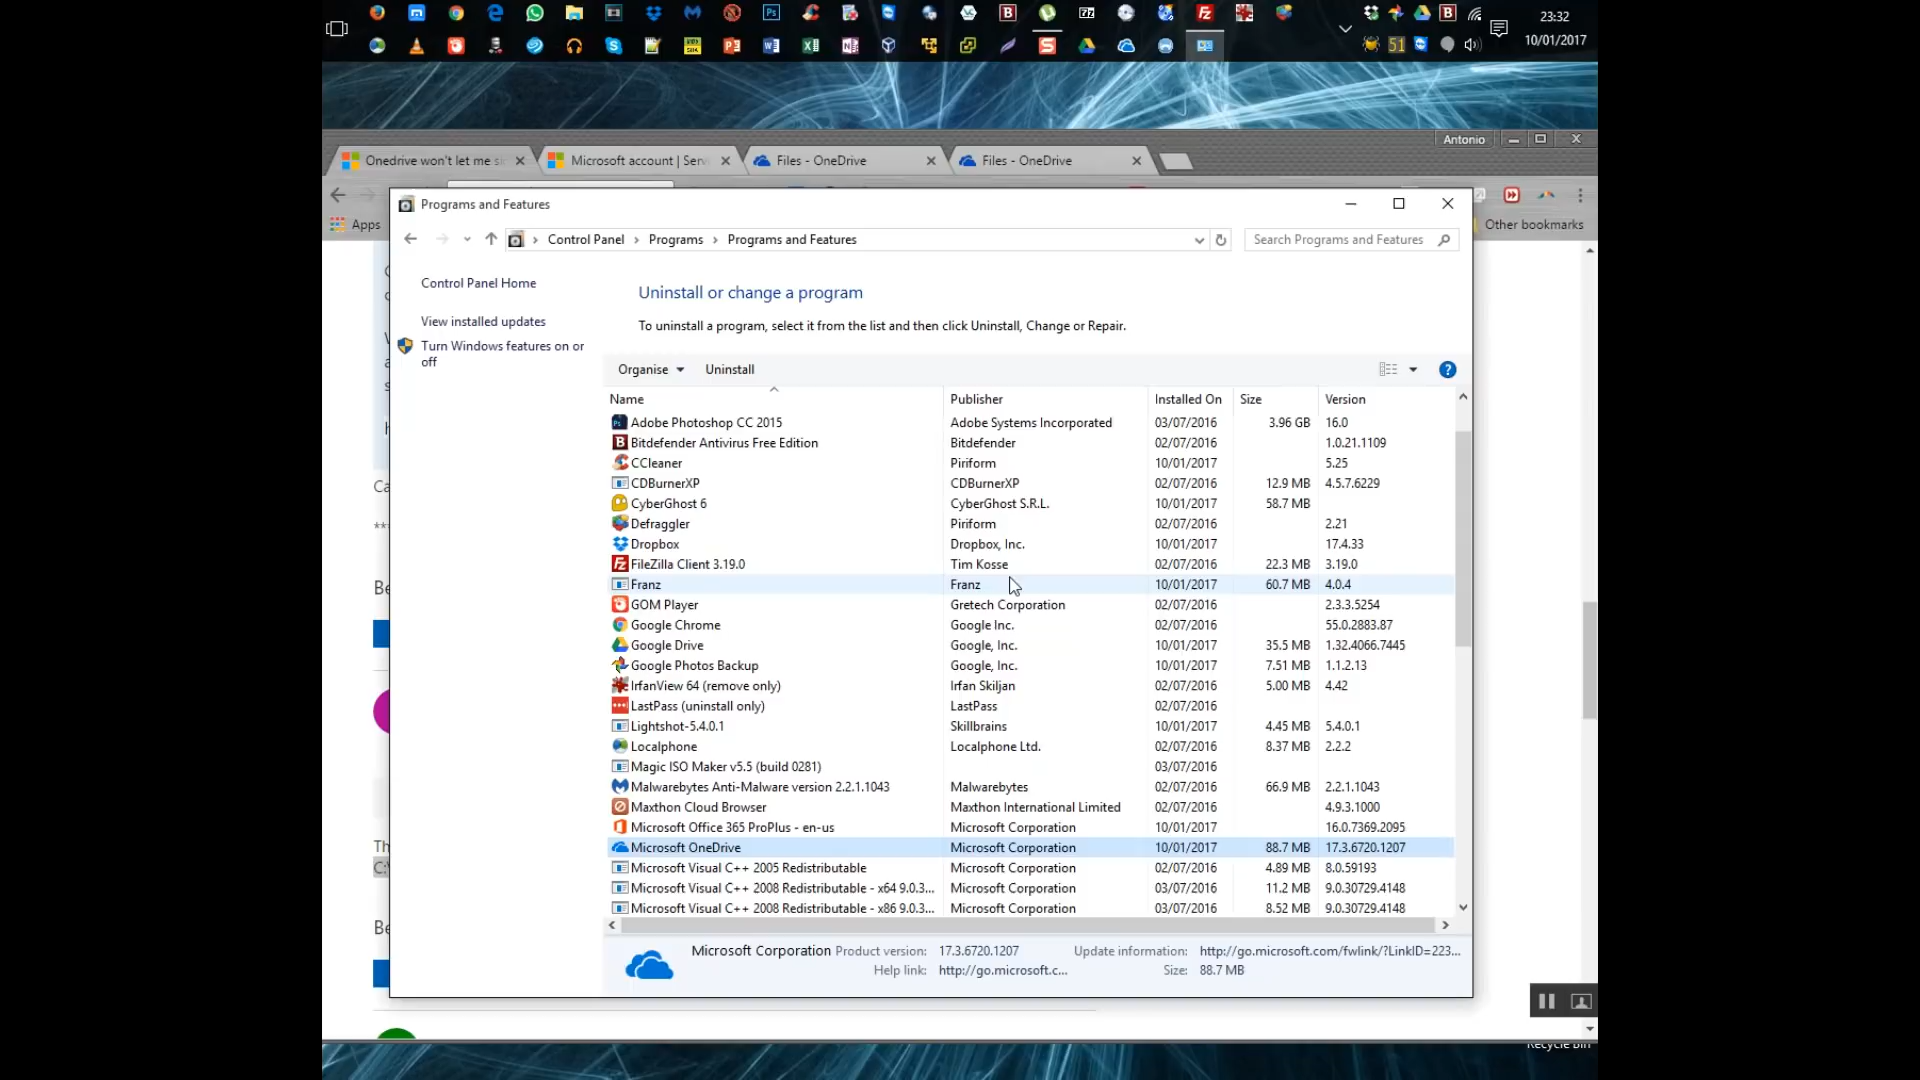 23:32
10/01/2017
Antonio
Onedrive won't let me si
Microsoft account | Serv
Files - OneDrive
Files - OneDrive
Apps
Other bookmarks
Programs and Features
Control Panel > Programs > Programs and Features
Search Programs and Features
Control Panel Home
View installed updates
Turn Windows features on or
off
Uninstall or change a program
To uninstall a program, select it from the list and then click Uninstall, Change or Repair.
Organise Uninstall
Name Publisher Installed On Size Version
Adobe Photoshop CC 2015 Adobe Systems Incorporated 03/07/2016 3.96 GB 16.0
Bitdefender Antivirus Free Edition Bitdefender 02/07/2016 1.0.21.1109
CCleaner Piriform 10/01/2017 5.25
CDBurnerXP CDBurnerXP 02/07/2016 12.9 MB 4.5.7.6229
CyberGhost 6 CyberGhost S.R.L. 10/01/2017 58.7 MB
Defraggler Piriform 02/07/2016 2.21
Dropbox Dropbox, Inc. 10/01/2017 17.4.33
FileZilla Client 3.19.0 Tim Kosse 02/07/2016 22.3 MB 3.19.0
Franz Franz 10/01/2017 60.7 MB 4.0.4
GOM Player Gretech Corporation 02/07/2016 2.3.3.5254
Google Chrome Google Inc. 02/07/2016 55.0.2883.87
Google Drive Google, Inc. 10/01/2017 35.5 MB 1.32.4066.7445
Google Photos Backup Google, Inc. 10/01/2017 7.51 MB 1.1.2.13
IrfanView 64 (remove only) Irfan Skiljan 02/07/2016 5.00 MB 4.42
LastPass (uninstall only) LastPass 02/07/2016
Lightshot-5.4.0.1 Skillbrains 10/01/2017 4.45 MB 5.4.0.1
Localphone Localphone Ltd. 02/07/2016 8.37 MB 2.2.2
Magic ISO Maker v5.5 (build 0281) 03/07/2016
Malwarebytes Anti-Malware version 2.2.1.1043 Malwarebytes 02/07/2016 66.9 MB 2.2.1.1043
Maxthon Cloud Browser Maxthon International Limited 02/07/2016 4.9.3.1000
Microsoft Office 365 ProPlus - en-us Microsoft Corporation 10/01/2017 16.0.7369.2095
Microsoft OneDrive Microsoft Corporation 10/01/2017 88.7 MB 17.3.6720.1207
Microsoft Visual C++ 2005 Redistributable Microsoft Corporation 02/07/2016 4.89 MB 8.0.59193
Microsoft Visual C++ 2008 Redistributable - x64 9.0.3... Microsoft Corporation 03/07/2016 11.2 MB 9.0.30729.4148
Microsoft Visual C++ 2008 Redistributable - x86 9.0.3... Microsoft Corporation 03/07/2016 8.52 MB 9.0.30729.4148
Microsoft Corporation Product version: 17.3.6720.1207 Update information: http://go.microsoft.com/fwlink/?LinkID=223...
Help link: http://go.microsoft.c... Size: 88.7 MB
Ca
**
Be
Th
C:\
Be
Recycle Bin